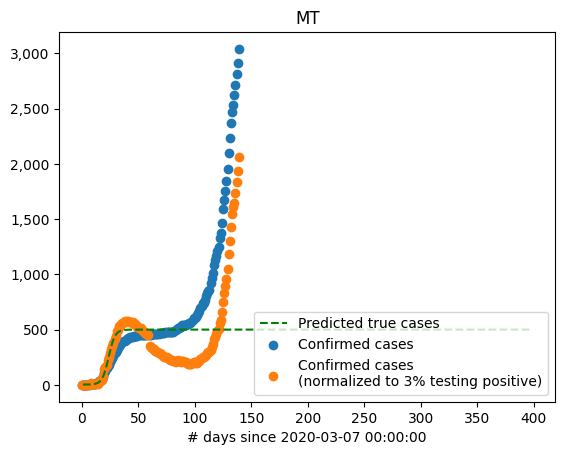 MT
3,000
2,500
2,000
1,500
1,000
500
0
Predicted true cases
Confirmed cases
Confirmed cases
(normalized to 3% testing positive)
0 50 100 150 200 250 300 350 400
# days since 2020-03-07 00:00:00